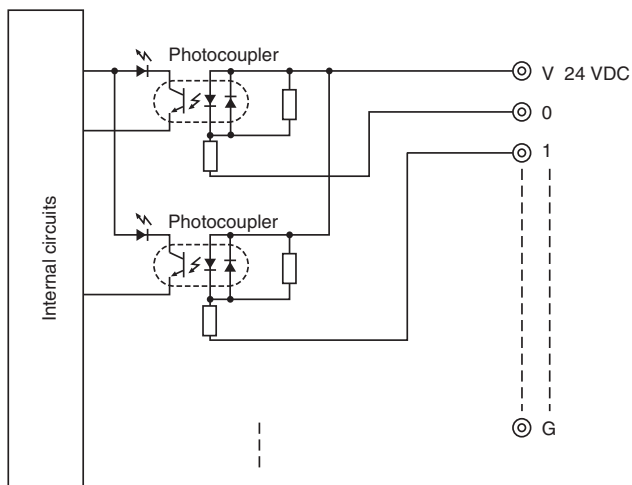 Photocoupler
V 24 VDC
0
1
Photocoupler
Internal circuits
G